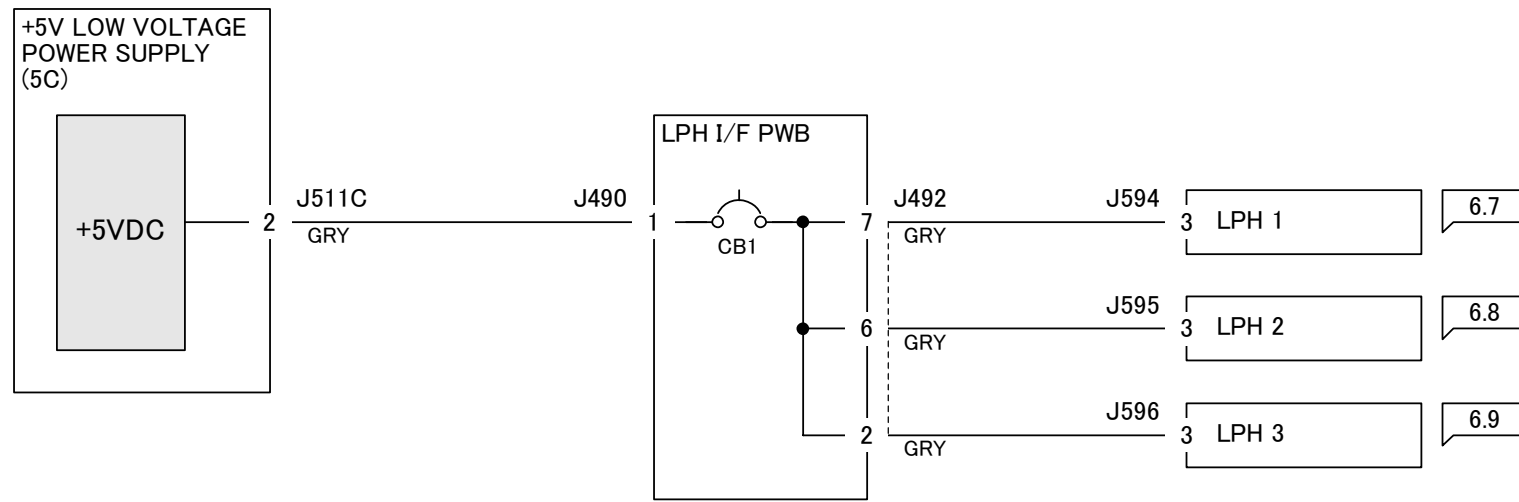 +5V LOW VOLTAGE
POWER SUPPLY
(5C)
+5VDC
2
J511C
GRY
J490
1
LPH I/F PWB
CB1
7
J492
GRY
J594
3
LPH 1
6.7
6
GRY
J595
3
LPH 2
6.8
2
GRY
J596
3
LPH 3
6.9